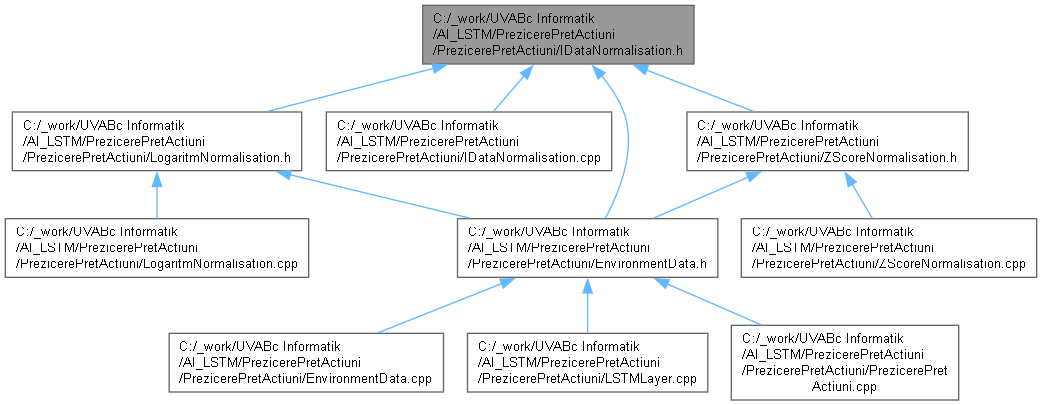 C:/_work/UVABc Informatik
/AI_LSTM/PrezicerePretActiuni
/PrezicerePretActiuni/IDataNormalisation.h
C:/_work/UVABc Informatik
/AI_LSTM/PrezicerePretActiuni
/PrezicerePretActiuni/LogaritmNormalisation.h
C:/_work/UVABc Informatik
/AI_LSTM/PrezicerePretActiuni
/PrezicerePretActiuni/IDataNormalisation.cpp
C:/_work/UVABc Informatik
/AI_LSTM/PrezicerePretActiuni
/PrezicerePretActiuni/ZScoreNormalisation.h
C:/_work/UVABc Informatik
/AI_LSTM/PrezicerePretActiuni
/PrezicerePretActiuni/LogaritmNormalisation.cpp
C:/_work/UVABc Informatik
/AI_LSTM/PrezicerePretActiuni
/PrezicerePretActiuni/EnvironmentData.h
C:/_work/UVABc Informatik
/AI_LSTM/PrezicerePretActiuni
/PrezicerePretActiuni/ZScoreNormalisation.cpp
C:/_work/UVABc Informatik
/AI_LSTM/PrezicerePretActiuni
/PrezicerePretActiuni/EnvironmentData.cpp
C:/_work/UVABc Informatik
/AI_LSTM/PrezicerePretActiuni
/PrezicerePretActiuni/LSTMLayer.cpp
C:/_work/UVABc Informatik
/AI_LSTM/PrezicerePretActiuni
/PrezicerePretActiuni/PrezicerePret
Actiuni.cpp